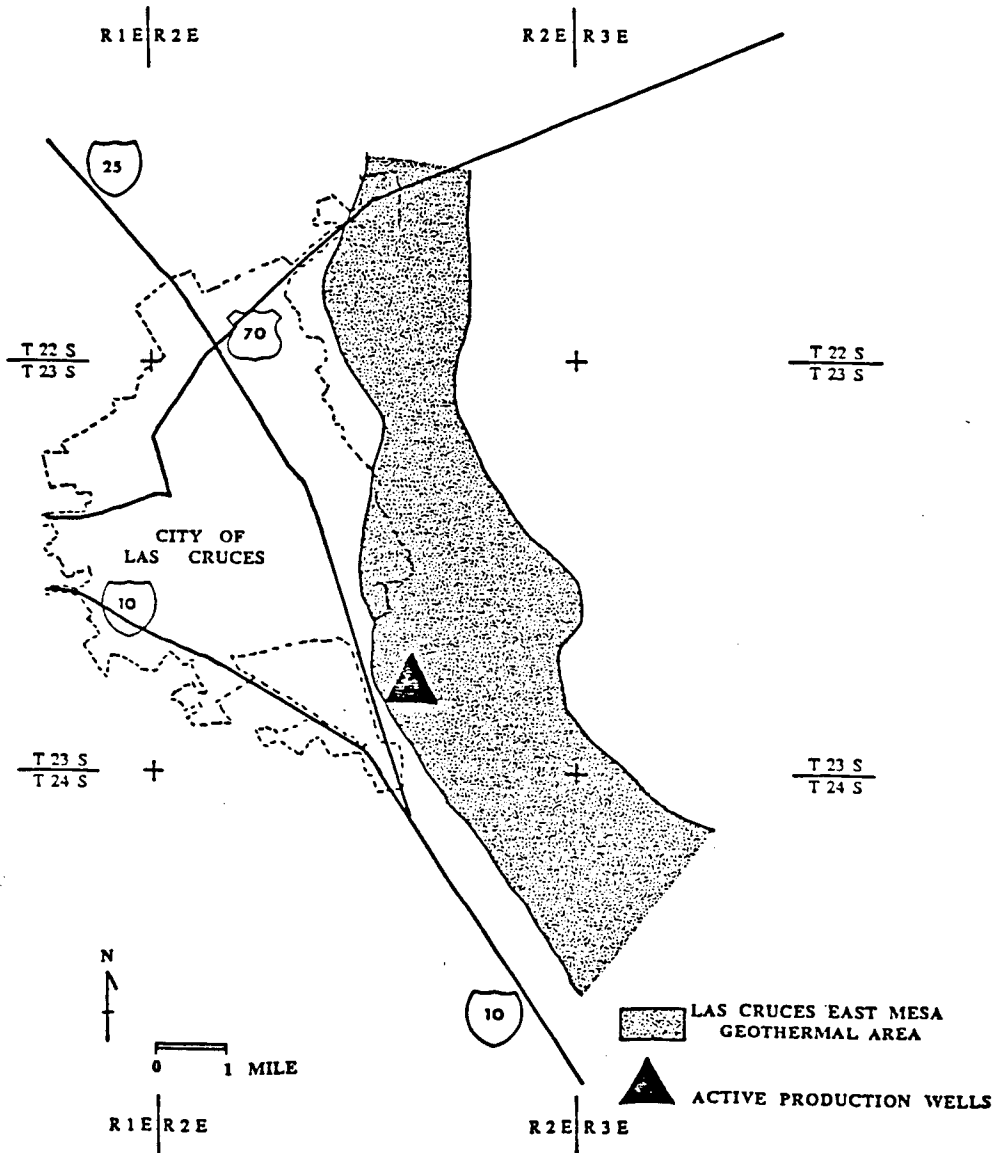 R1E R2E
R2E R3E
25
70
T 22 S
T 23 S
T 22 S
T 23 S
CITY OF
LAS CRUCES
10
T 23 S
T 24 S
T 23 S
T 24 S
N
10
0 1 MILE
LAS CRUCES EAST MESA
GEOTHERMAL AREA
ACTIVE PRODUCTION WELLS
R1E R2E
R2E R3E